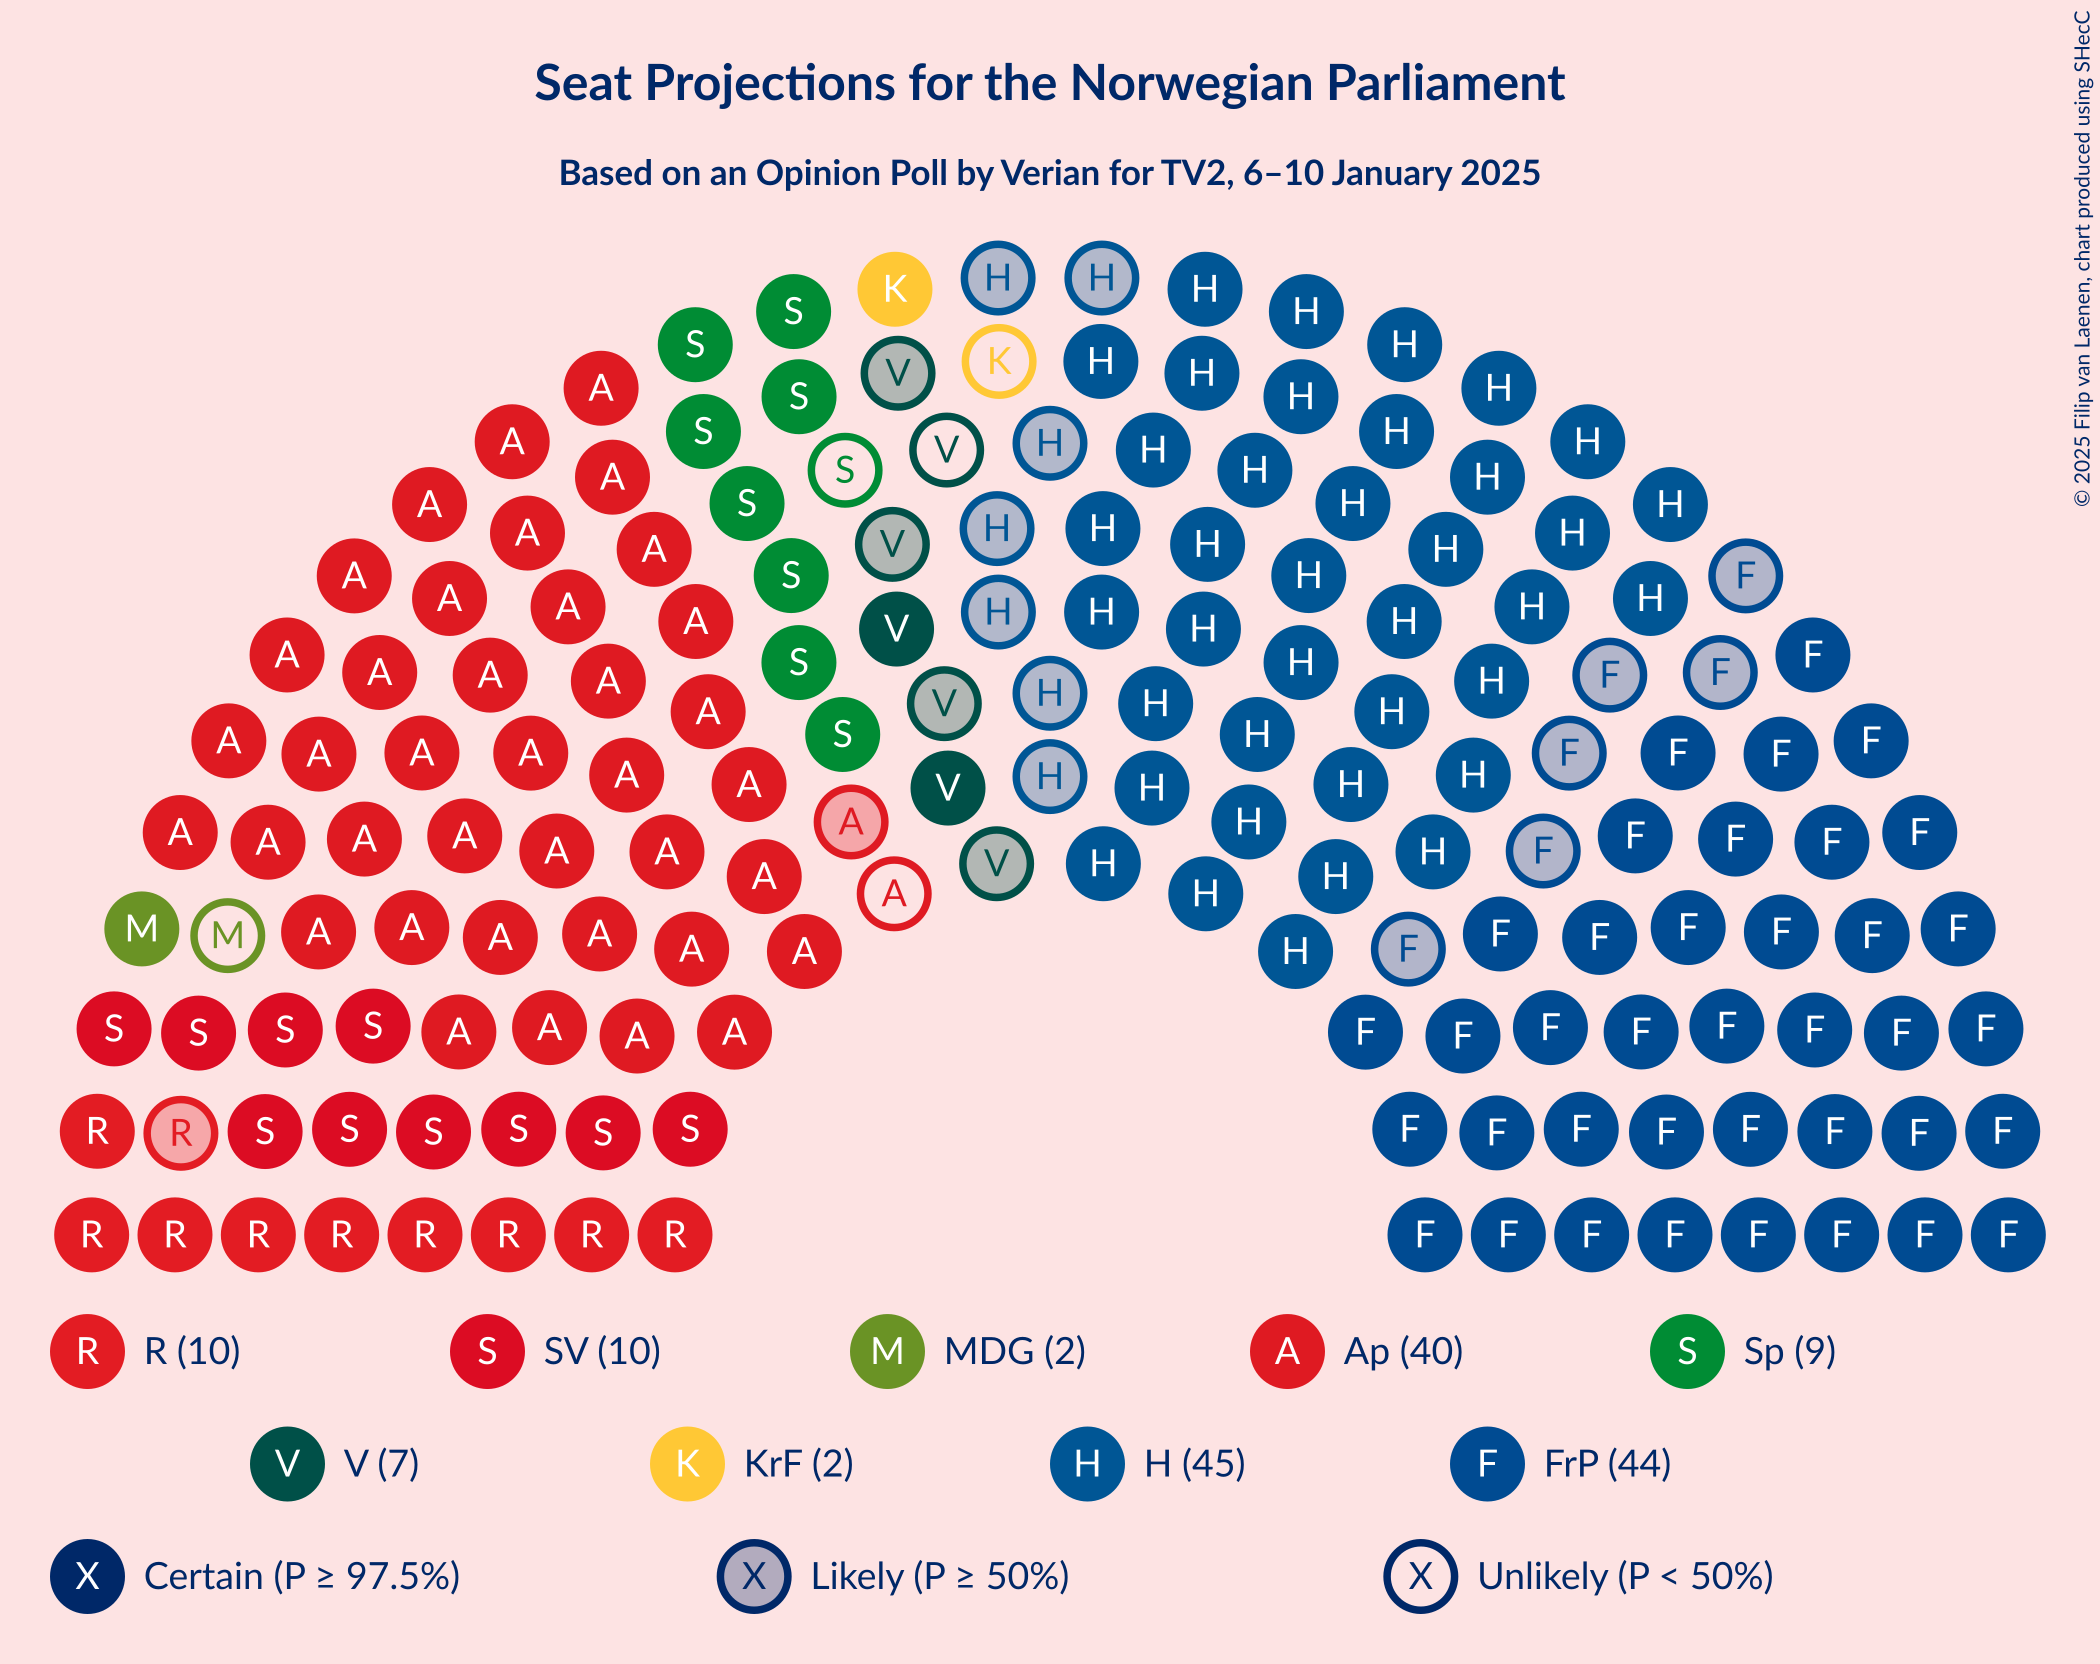 Seat Projections for the Norwegian Parliament
Based on an Opinion Poll by Verian for TV2, 6–10 January 2025
© 2025 Filip van Laenen, chart produced using SHecC
K H H H H
S S V K H H H H H
A S S S V H H H H H H
A A S V H H H H H H
A A A S V H H H H H H F
A A A A S V H H H H H H F
A A A A A S V H H H H F F F
A A A A A A A V H H H H F F F F
A A A A A A A A V H H H H F F F F F
M M A A A A A A A H H F F F F F F F
S S S S A A A A F F F F F F F F
R R S S S S S S F F F F F F F F
R R R R R R R R F F F F F F F F
R R (10) S SV (10) M MDG (2) A Ap (40) S Sp (9)
V V (7) K KrF (2) H H (45) F FrP (44)
X Certain (P ≥ 97.5%) X Likely (P ≥ 50%) X Unlikely (P < 50%)